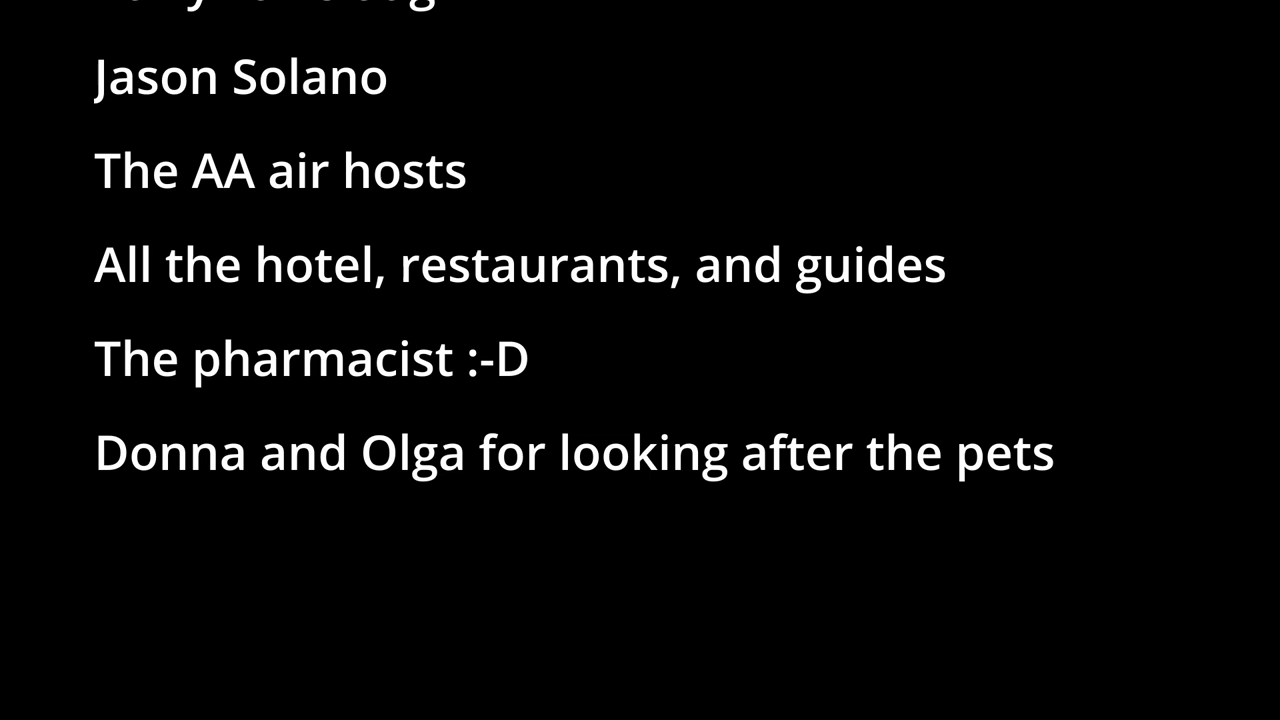 Jason Solano
The AA air hosts
All the hotel, restaurants, and guides
The pharmacist :-D
Donna and Olga for looking after the pets